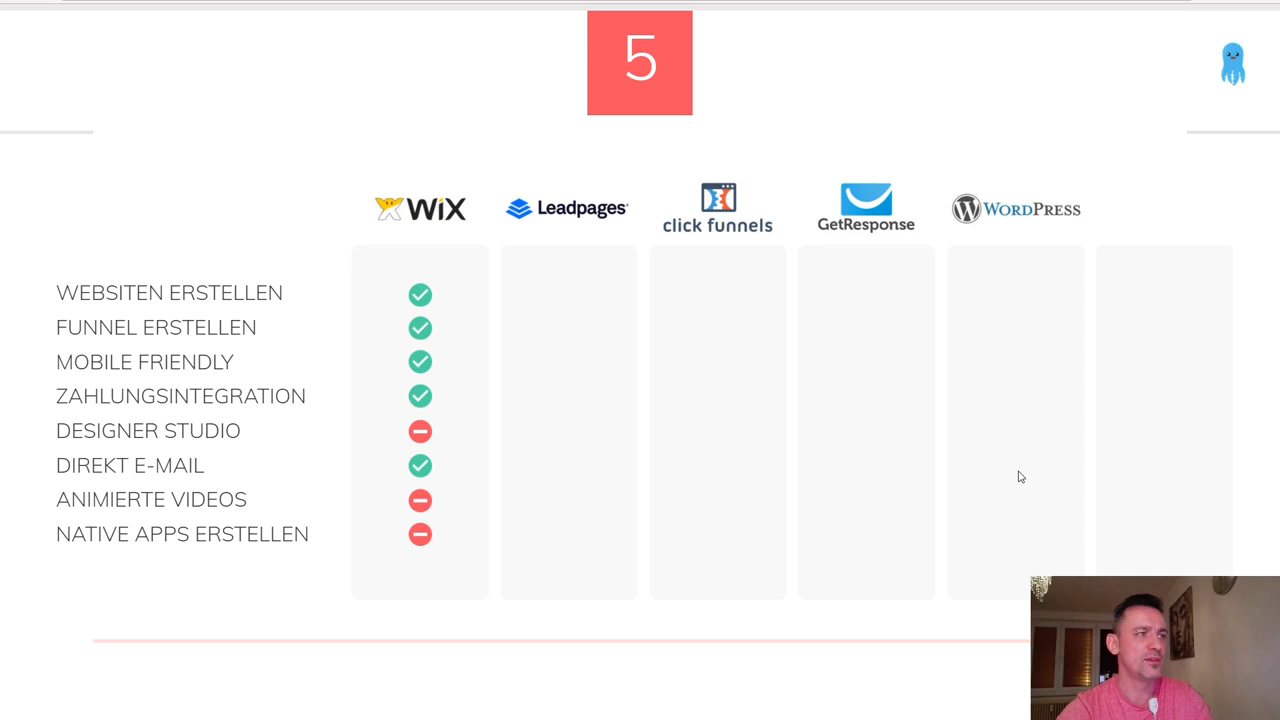 5
WiX
Leadpages
click funnels
GetResponse
WORDPRESS
WEBSITEN ERSTELLEN
FUNNEL ERSTELLEN
MOBILE FRIENDLY
ZAHLUNGSINTEGRATION
DESIGNER STUDIO
DIREKT E-MAIL
ANIMIERTE VIDEOS
NATIVE APPS ERSTELLEN